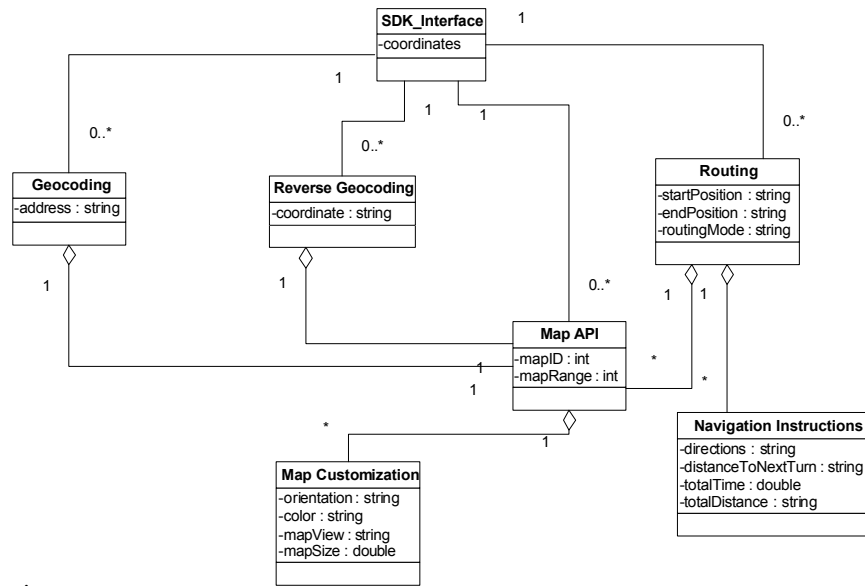 SDK_Interface
-coordinates
1
1
1
1
0..*
0..*
0..*
Geocoding
-address : string
Reverse Geocoding
-coordinate : string
Routing
-startPosition : string
-endPosition : string
-routingMode : string
1
1
0..*
1
1
Map API
-mapID : int
-mapRange : int
*
1
1
*
*
1
Map Customization
-orientation : string
-color : string
-mapView : string
-mapSize : double
Navigation Instructions
-directions : string
-distanceToNextTurn : string
-totalTime : double
-totalDistance : string